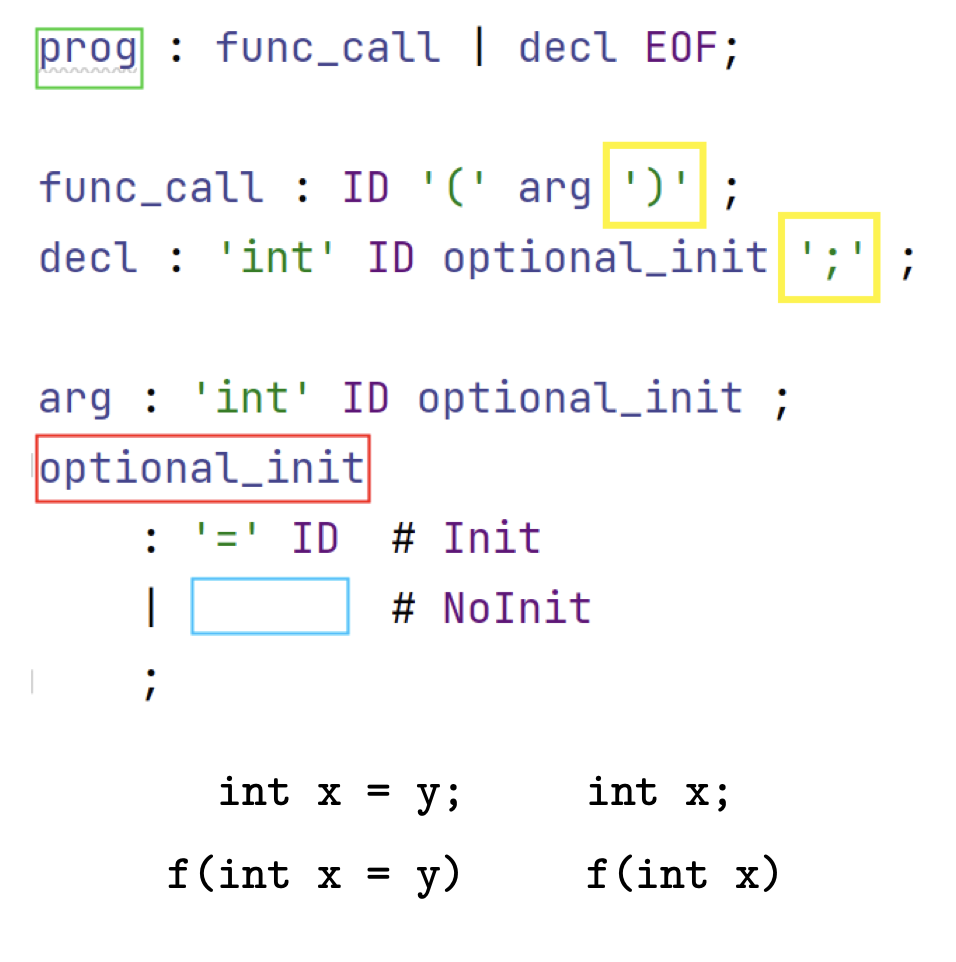 prog : func_call | decl EOF;
func_call : ID '(' arg ')' ;
decl : 'int' ID optional_init ';' ;
arg : 'int' ID optional_init ;
optional_init
: '=' ID # Init
| # NoInit
;
int x = y; int x;
f(int x = y) f(int x)